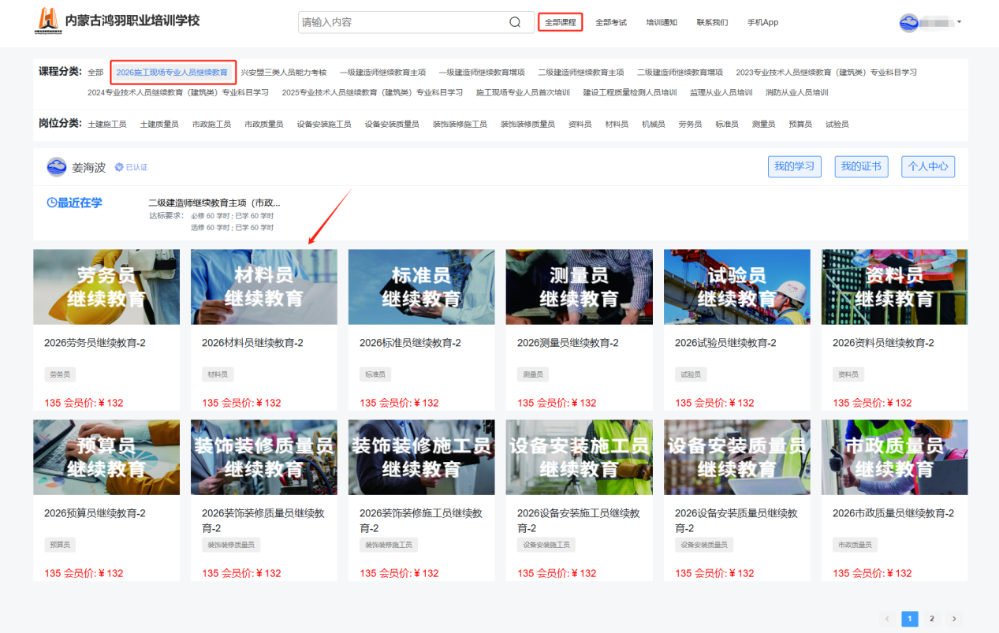 内蒙古鸿羽职业培训学校
请输入内容
全部课程 全部考试 培训通知 联系我们 手机App
课程分类: 全部 2026施工现场专业人员继续教育 兴安盟三类人员能力考核 一级建造师继续教育主项 一级建造师继续教育增项 二级建造师继续教育主项 二级建造师继续教育增项 2023专业技术人员继续教育（建筑类）专业科目学习
2024专业技术人员继续教育（建筑类）专业科目学习 2025专业技术人员继续教育（建筑类）专业科目学习 施工现场专业人员首次培训 建设工程质量检测人员培训 监理从业人员培训 消防从业人员培训
岗位分类: 土建施工员 土建质量员 市政施工员 市政质量员 设备安装施工员 设备安装质量员 装饰装修施工员 装饰装修质量员 资料员 材料员 机械员 劳务员 标准员 测量员 预算员 试验员
姜海波 已认证 我的学习 我的证书 个人中心
最近在学 二级建造师继续教育主项（市政...
达标要求： 必修 60 学时 ; 已学 60 学时
选修 60 学时 ; 已学 60 学时
劳务员 材料员 标准员 测量员 试验员 资料员
继续教育 继续教育 继续教育 继续教育 继续教育 继续教育
2026劳务员继续教育-2 2026材料员继续教育-2 2026标准员继续教育-2 2026测量员继续教育-2 2026试验员继续教育-2 2026资料员继续教育-2
劳务员 材料员 标准员 测量员 试验员 资料员
135 会员价: ¥ 132 135 会员价: ¥ 132 135 会员价: ¥ 132 135 会员价: ¥ 132 135 会员价: ¥ 132 135 会员价: ¥ 132
预算员 装饰装修质量员 装饰装修施工员 设备安装施工员 设备安装质量员 市政质量员
继续教育 继续教育 继续教育 继续教育 继续教育 继续教育
2026预算员继续教育-2 2026装饰装修质量员继续教 2026装饰装修施工员继续教 2026设备安装施工员继续教 2026设备安装质量员继续教 2026市政质量员继续教育-2
育-2 育-2 育-2 育-2
预算员 装饰装修质量员 装饰装修施工员 设备安装施工员 设备安装质量员 市政质量员
135 会员价: ¥ 132 135 会员价: ¥ 132 135 会员价: ¥ 132 135 会员价: ¥ 132 135 会员价: ¥ 132 135 会员价: ¥ 132
1 2